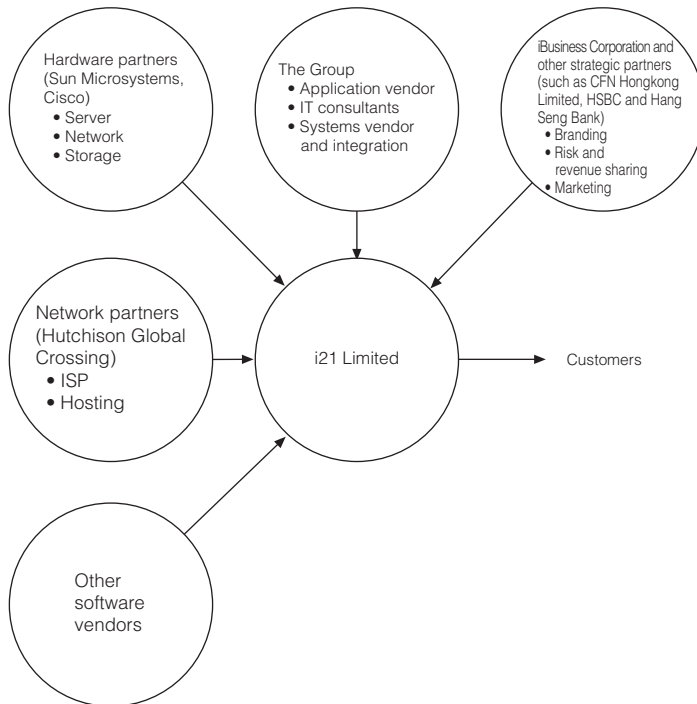 Hardware partners
(Sun Microsystems,
Cisco)
• Server
• Network
• Storage
The Group
• Application vendor
• IT consultants
• Systems vendor
and integration
iBusiness Corporation and
other strategic partners
(such as CFN Hongkong
Limited, HSBC and Hang
Seng Bank)
• Branding
• Risk and
revenue sharing
• Marketing
Network partners
(Hutchison Global
Crossing)
• ISP
• Hosting
i21 Limited
Customers
Other
software
vendors